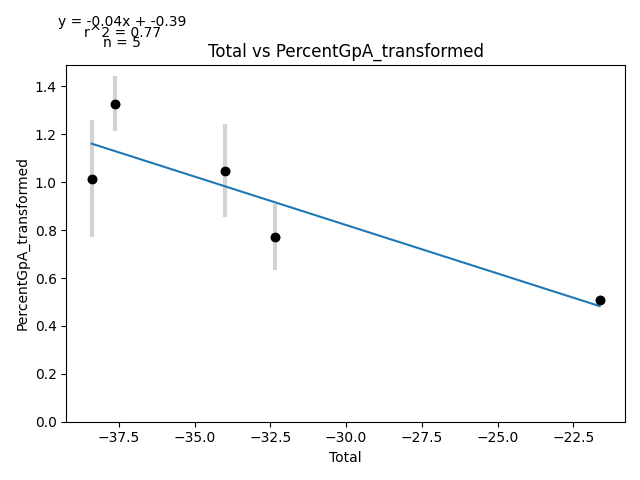 y = -0.04x + -0.39
r^2 = 0.77
n = 5
Total vs PercentGpA_transformed
1.4
1.2
1.0
0.8
0.6
0.4
0.2
0.0
PercentGpA_transformed
−37.5 −35.0 −32.5 −30.0 −27.5 −25.0 −22.5
Total